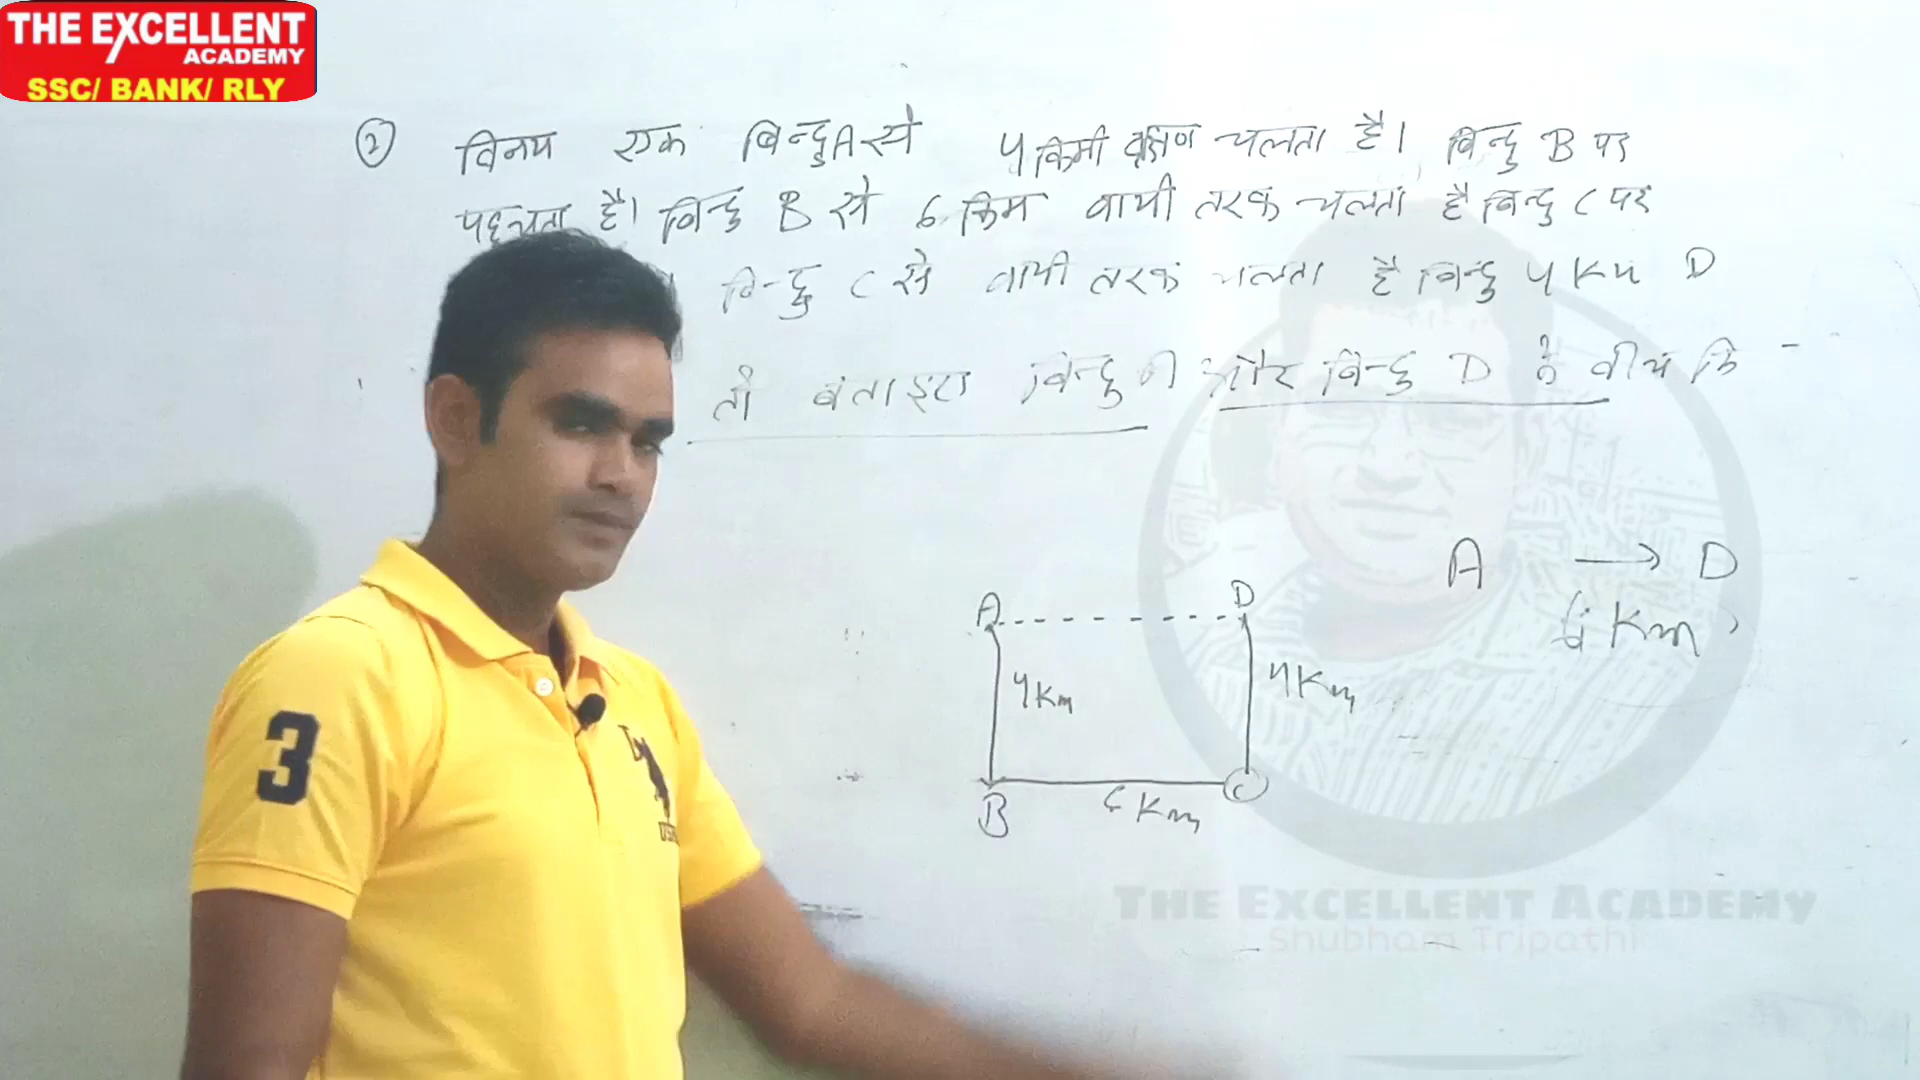 THE EXCELLENT
ACADEMY
SSC/ BANK/ RLY
② विनय एक बिन्दु A से 4 किमी दक्षिण चलता है। बिन्दु B पर
पहुचता है। बिन्दु B से 6 किम वायी तरफ चलता है बिन्दु C पर
बिन्दु C से वायी तरफ चलता है बिन्दु 4 Km D
तो बताइए बिन्दु A और बिन्दु D के वीच कि
A → D
6 Km
A D
4 Km 4 Km
B C
6 Km
THE EXCELLENT ACADEMY
Shubham Tripathi
3